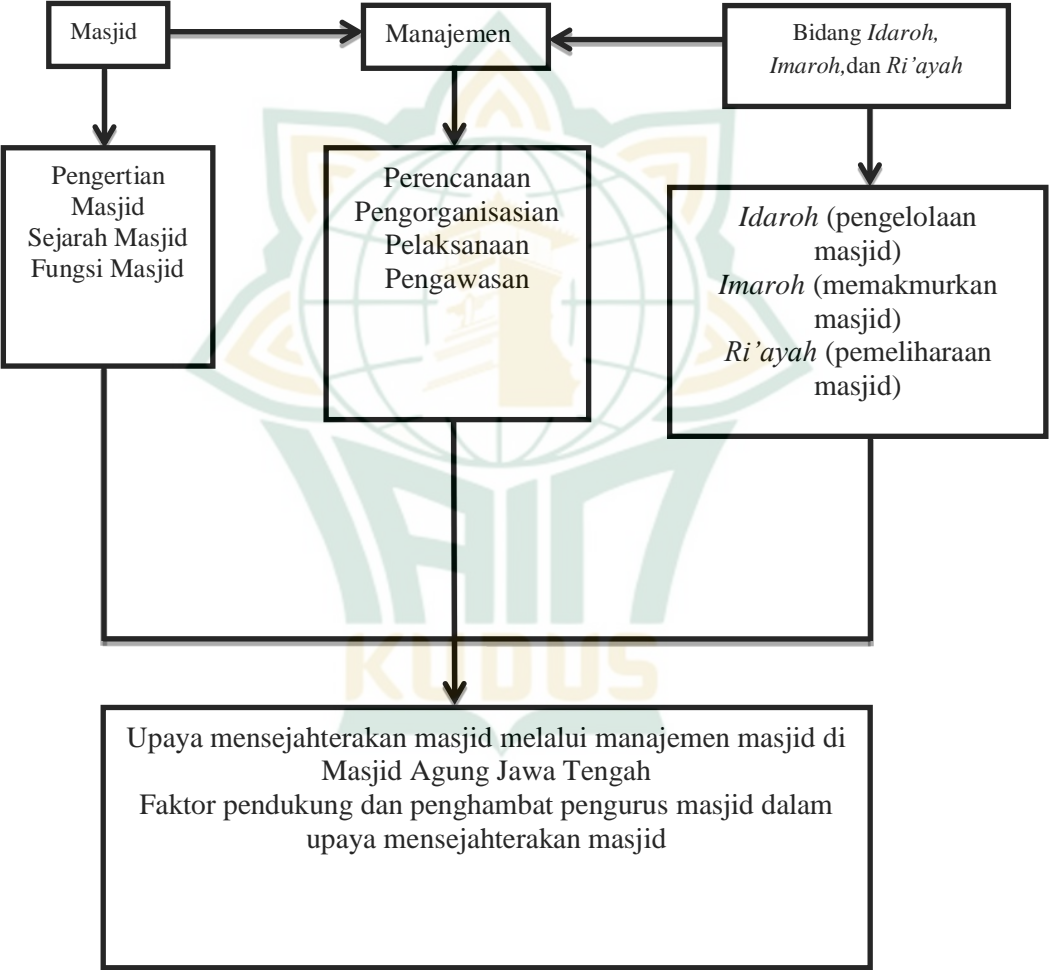 Masjid
Manajemen
Bidang Idaroh,
Imaroh,dan Ri’ayah
Pengertian
Masjid
Sejarah Masjid
Fungsi Masjid
Perencanaan
Pengorganisasian
Pelaksanaan
Pengawasan
Idaroh (pengelolaan
masjid)
Imaroh (memakmurkan
masjid)
Ri’ayah (pemeliharaan
masjid)
IAIN
KUDUS
Upaya mensejahterakan masjid melalui manajemen masjid di
Masjid Agung Jawa Tengah
Faktor pendukung dan penghambat pengurus masjid dalam
upaya mensejahterakan masjid